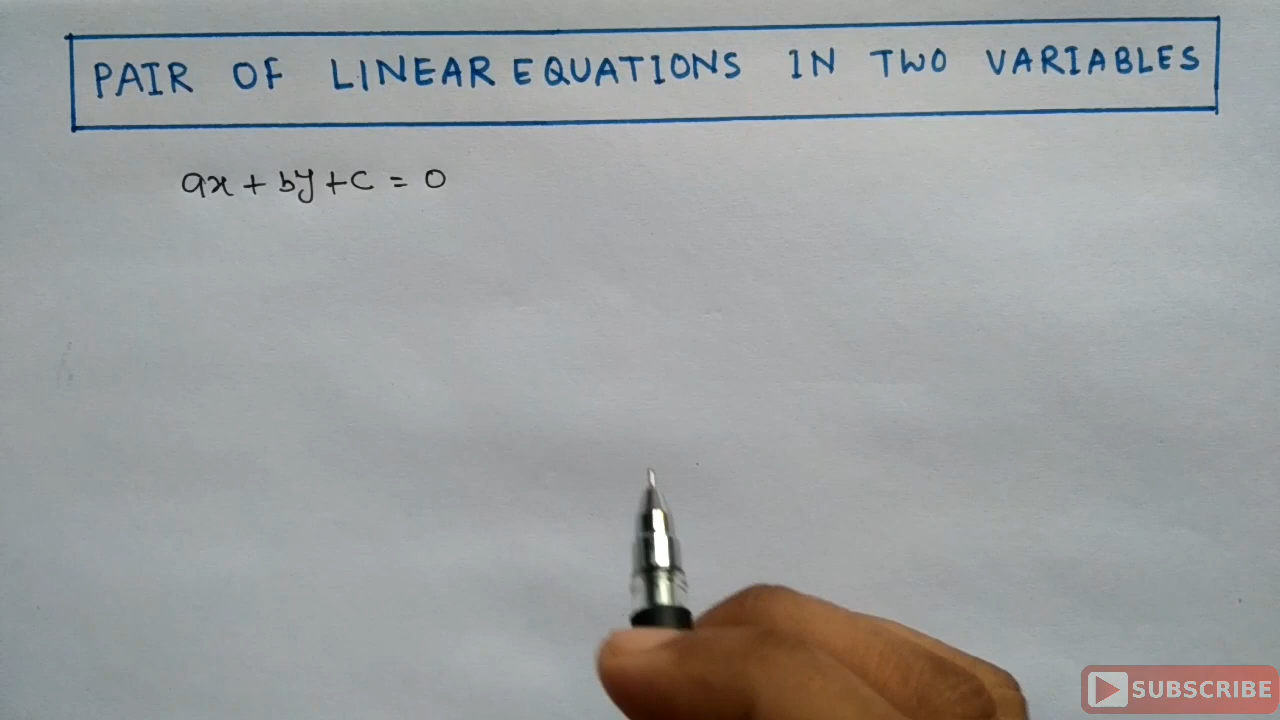 PAIR OF LINEAR EQUATIONS IN TWO VARIABLES
ax + by + c = 0
SUBSCRIBE